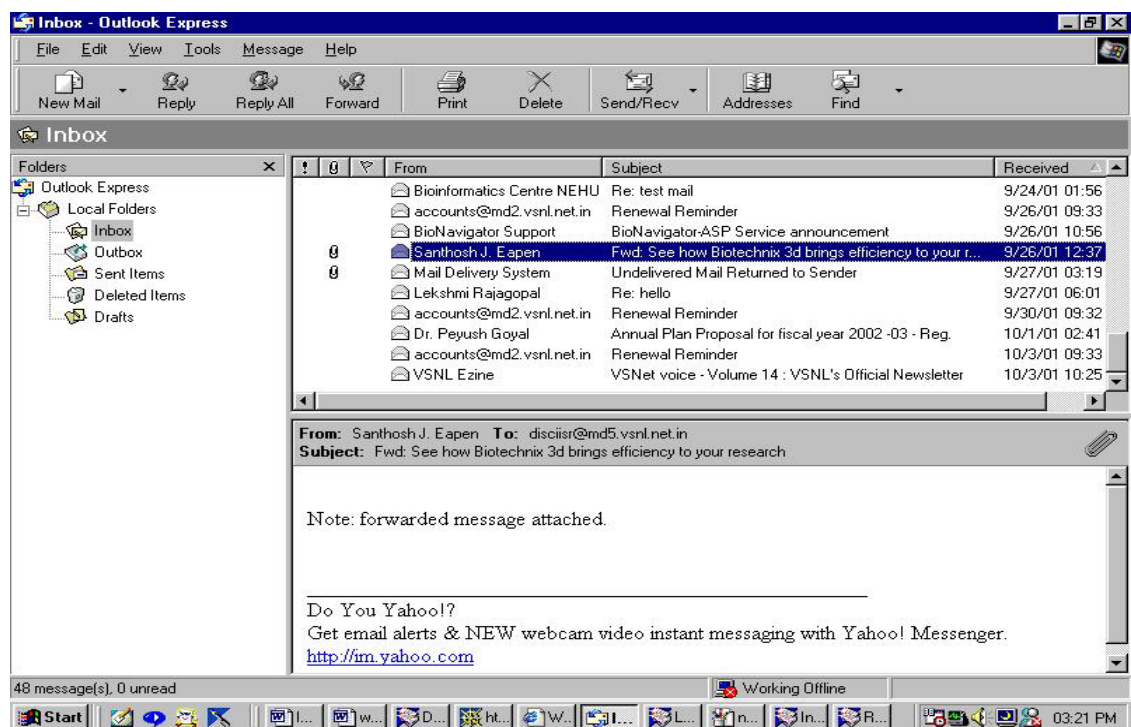 Inbox - Outlook Express
File Edit View Tools Message Help
New Mail Reply Reply All Forward Print Delete Send/Recv Addresses Find
Inbox
Folders
Outlook Express
Local Folders
Inbox
Outbox
Sent Items
Deleted Items
Drafts
! From Subject Received
Bioinformatics Centre NEHU Re: test mail 9/24/01 01:56
accounts@md2.vsnl.net.in Renewal Reminder 9/26/01 09:33
BioNavigator Support BioNavigator-ASP Service announcement 9/26/01 10:56
Santhosh J. Eapen Fwd: See how Biotechnix 3d brings efficiency to your r... 9/26/01 12:37
Mail Delivery System Undelivered Mail Returned to Sender 9/27/01 03:19
Lekshmi Rajagopal Re: hello 9/27/01 06:01
accounts@md2.vsnl.net.in Renewal Reminder 9/30/01 09:32
Dr. Peyush Goyal Annual Plan Proposal for fiscal year 2002 -03 - Reg. 10/1/01 02:41
accounts@md2.vsnl.net.in Renewal Reminder 10/3/01 09:33
VSNL Ezine VSNet voice - Volume 14 : VSNL's Official Newsletter 10/3/01 10:25
From: Santhosh J. Eapen To: disciisr@md5.vsnl.net.in
Subject: Fwd: See how Biotechnix 3d brings efficiency to your research
Note: forwarded message attached.
Do You Yahoo!?
Get email alerts & NEW webcam video instant messaging with Yahoo! Messenger.
http://im.yahoo.com
48 message(s), 0 unread Working Offline
Start I... w... D... ht... W... I... L... n... In... R... 03:21 PM